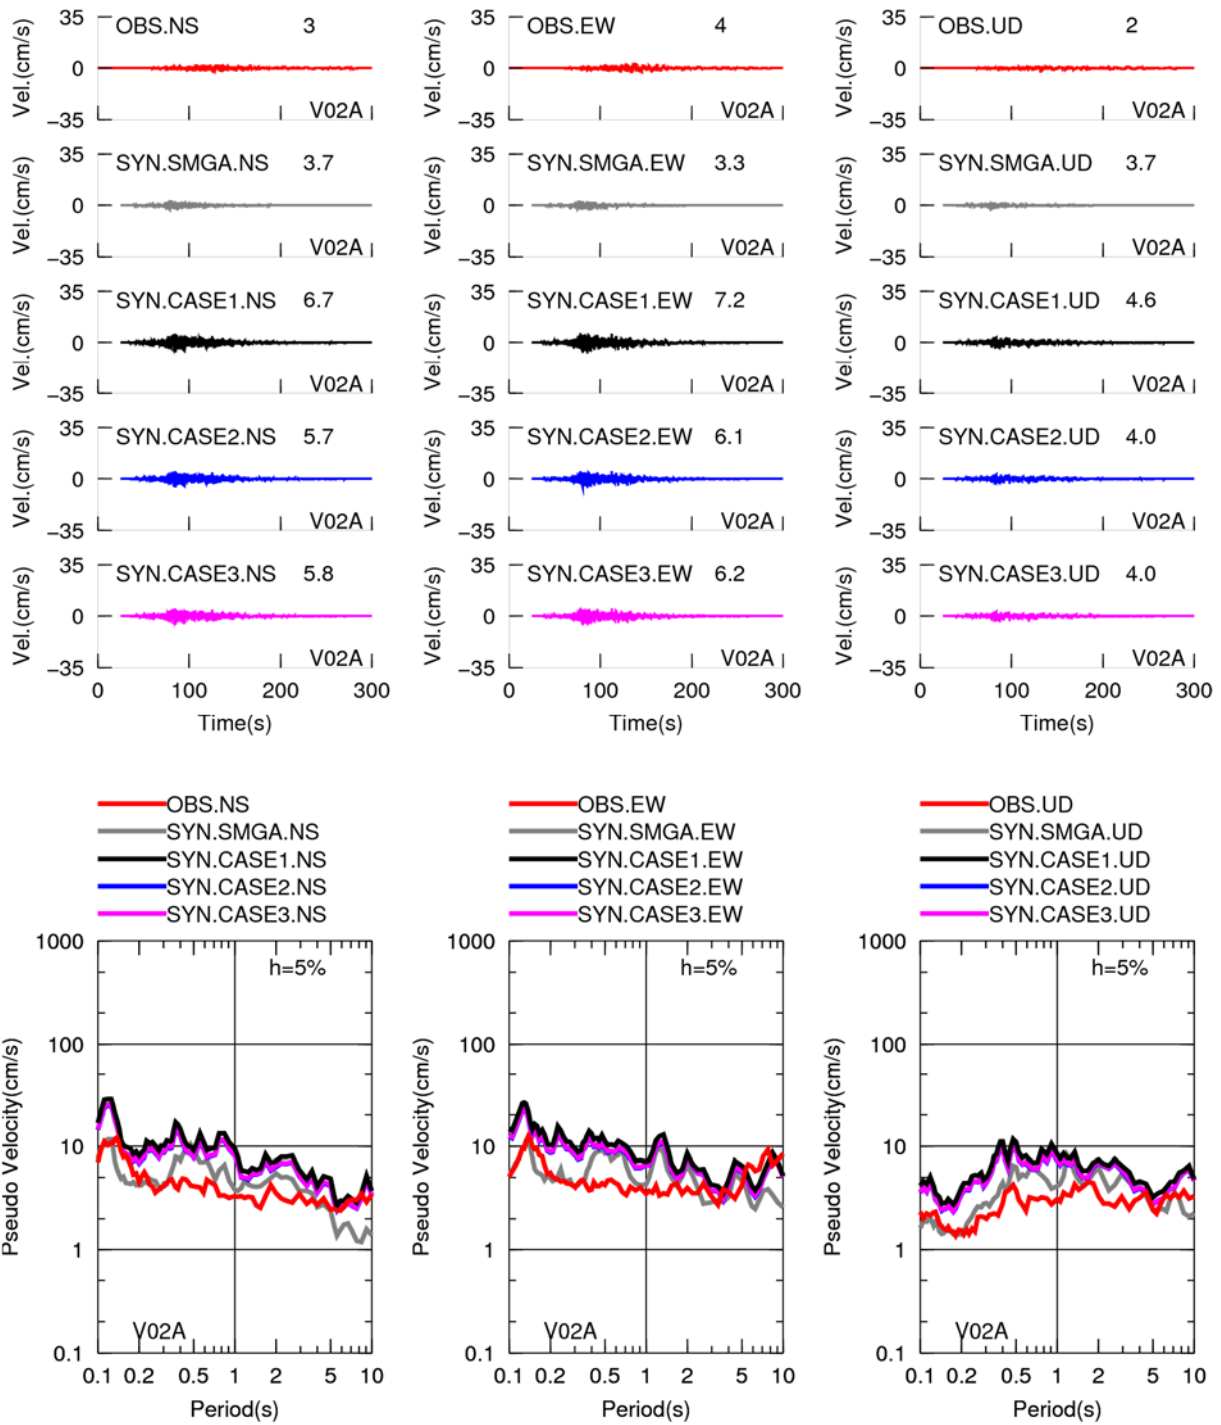 35 OBS.NS 3 35 OBS.EW 4 35 OBS.UD 2
Vel.(cm/s) 0 Vel.(cm/s) 0 Vel.(cm/s) 0
−35 V02A −35 V02A −35 V02A
35 SYN.SMGA.NS 3.7 35 SYN.SMGA.EW 3.3 35 SYN.SMGA.UD 3.7
Vel.(cm/s) 0 Vel.(cm/s) 0 Vel.(cm/s) 0
−35 V02A −35 V02A −35 V02A
35 SYN.CASE1.NS 6.7 35 SYN.CASE1.EW 7.2 35 SYN.CASE1.UD 4.6
Vel.(cm/s) 0 Vel.(cm/s) 0 Vel.(cm/s) 0
−35 V02A −35 V02A −35 V02A
35 SYN.CASE2.NS 5.7 35 SYN.CASE2.EW 6.1 35 SYN.CASE2.UD 4.0
Vel.(cm/s) 0 Vel.(cm/s) 0 Vel.(cm/s) 0
−35 V02A −35 V02A −35 V02A
35 SYN.CASE3.NS 5.8 35 SYN.CASE3.EW 6.2 35 SYN.CASE3.UD 4.0
Vel.(cm/s) 0 Vel.(cm/s) 0 Vel.(cm/s) 0
−35 V02A −35 V02A −35 V02A
0 100 200 300 0 100 200 300 0 100 200 300
Time(s) Time(s) Time(s)
OBS.NS OBS.EW OBS.UD
SYN.SMGA.NS SYN.SMGA.EW SYN.SMGA.UD
SYN.CASE1.NS SYN.CASE1.EW SYN.CASE1.UD
SYN.CASE2.NS SYN.CASE2.EW SYN.CASE2.UD
SYN.CASE3.NS SYN.CASE3.EW SYN.CASE3.UD
1000 1000 1000
h=5% h=5% h=5%
100 100 100
Pseudo Velocity(cm/s) Pseudo Velocity(cm/s) Pseudo Velocity(cm/s)
10 10 10
1 1 1
V02A V02A V02A
0.1 0.1 0.1
0.1 0.2 0.5 1 2 5 10 0.1 0.2 0.5 1 2 5 10 0.1 0.2 0.5 1 2 5 10
Period(s) Period(s) Period(s)